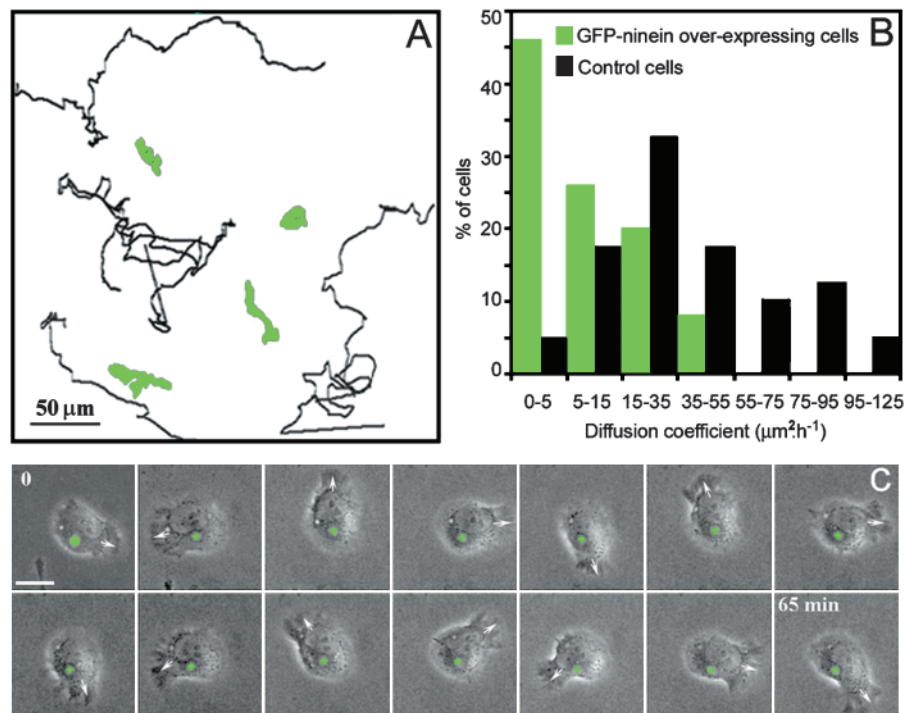 A
50 µm
B
GFP-ninein over-expressing cells
Control cells
% of cells
50
40
30
20
10
0
0-5 5-15 15-35 35-55 55-75 75-95 95-125
Diffusion coefficient (µm².h⁻¹)
0
C
65 min